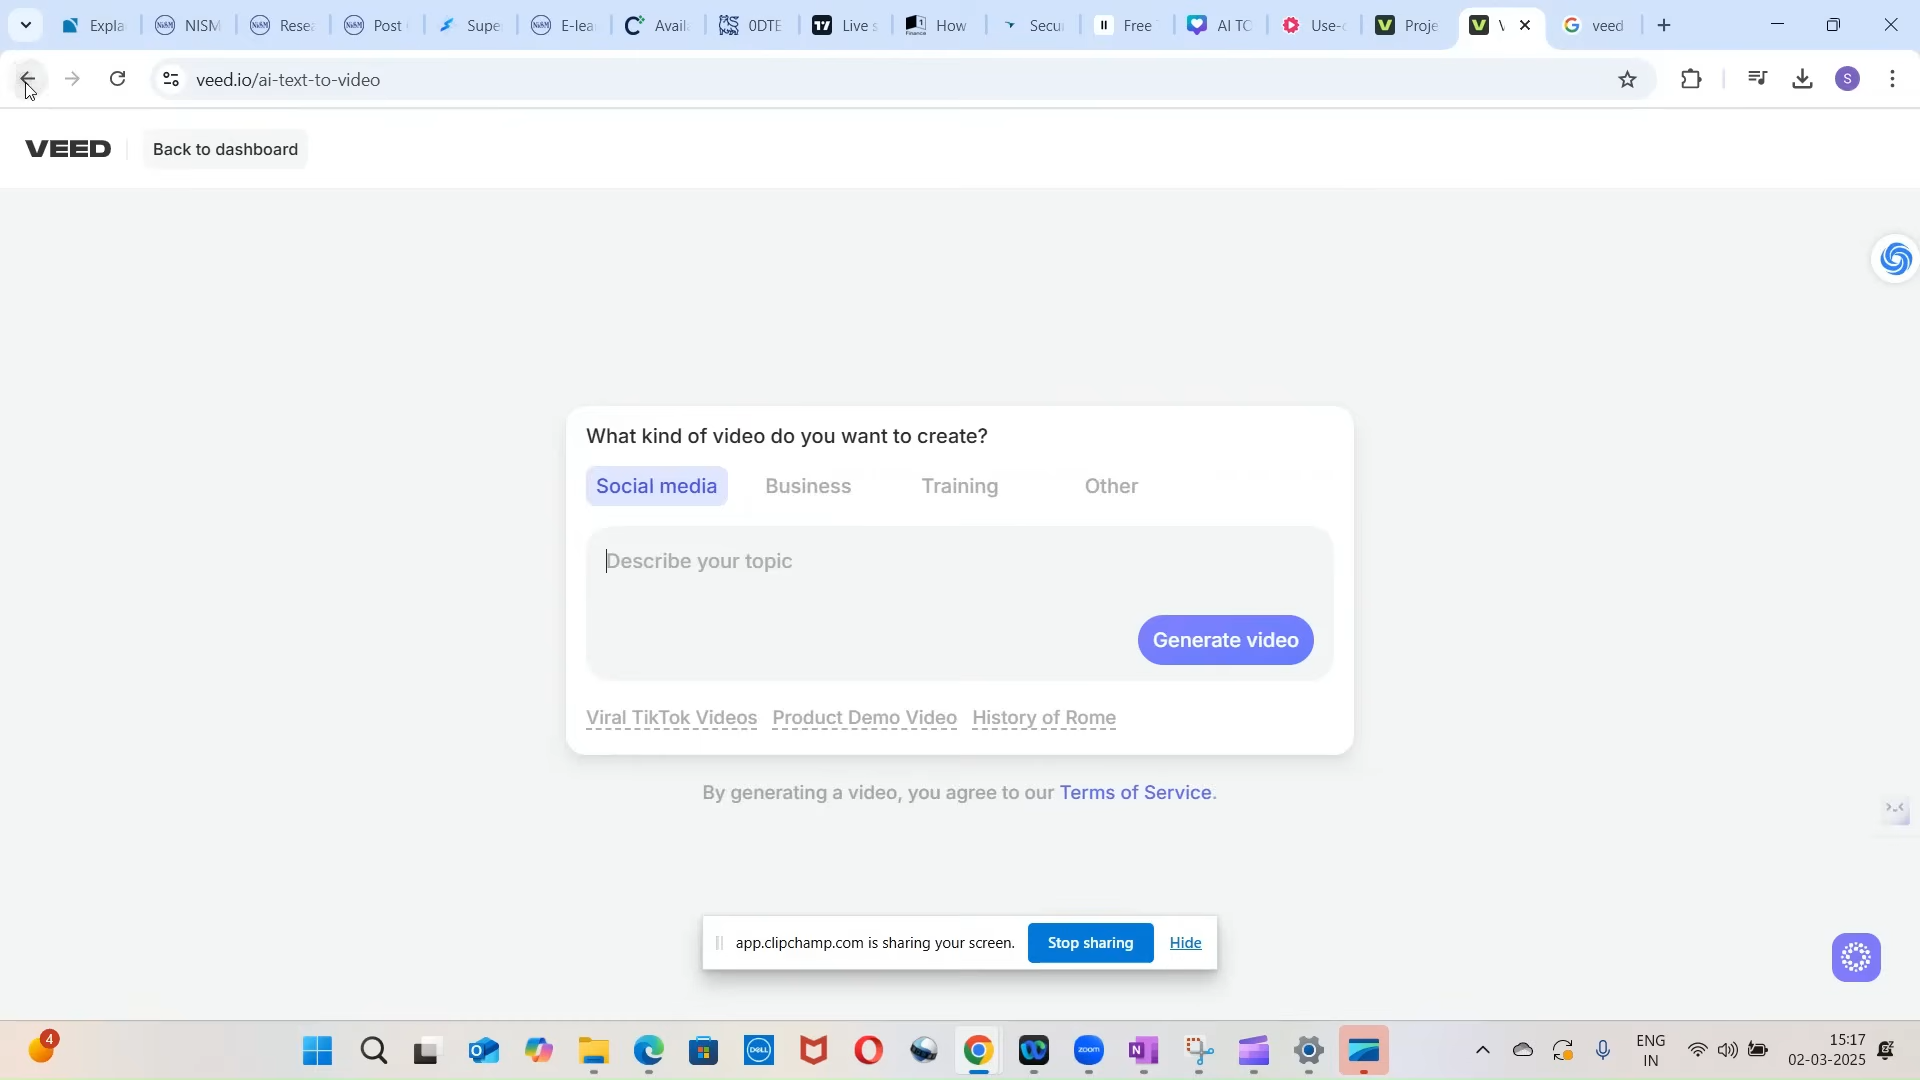 Expla
NISM
Rese
Post
Supe
E-lea
Avail
0DTE
Live s
How
Secu
Free
AI TO
Use-
Proje
veed
veed.io/ai-text-to-video
S
VEED
Back to dashboard
What kind of video do you want to create?
Social media
Business
Training
Other
Describe your topic
Generate video
Viral TikTok Videos
Product Demo Video
History of Rome
By generating a video, you agree to our Terms of Service.
app.clipchamp.com is sharing your screen.
Stop sharing
Hide
4
DELL
zoom
ENG
IN
15:17
02-03-2025